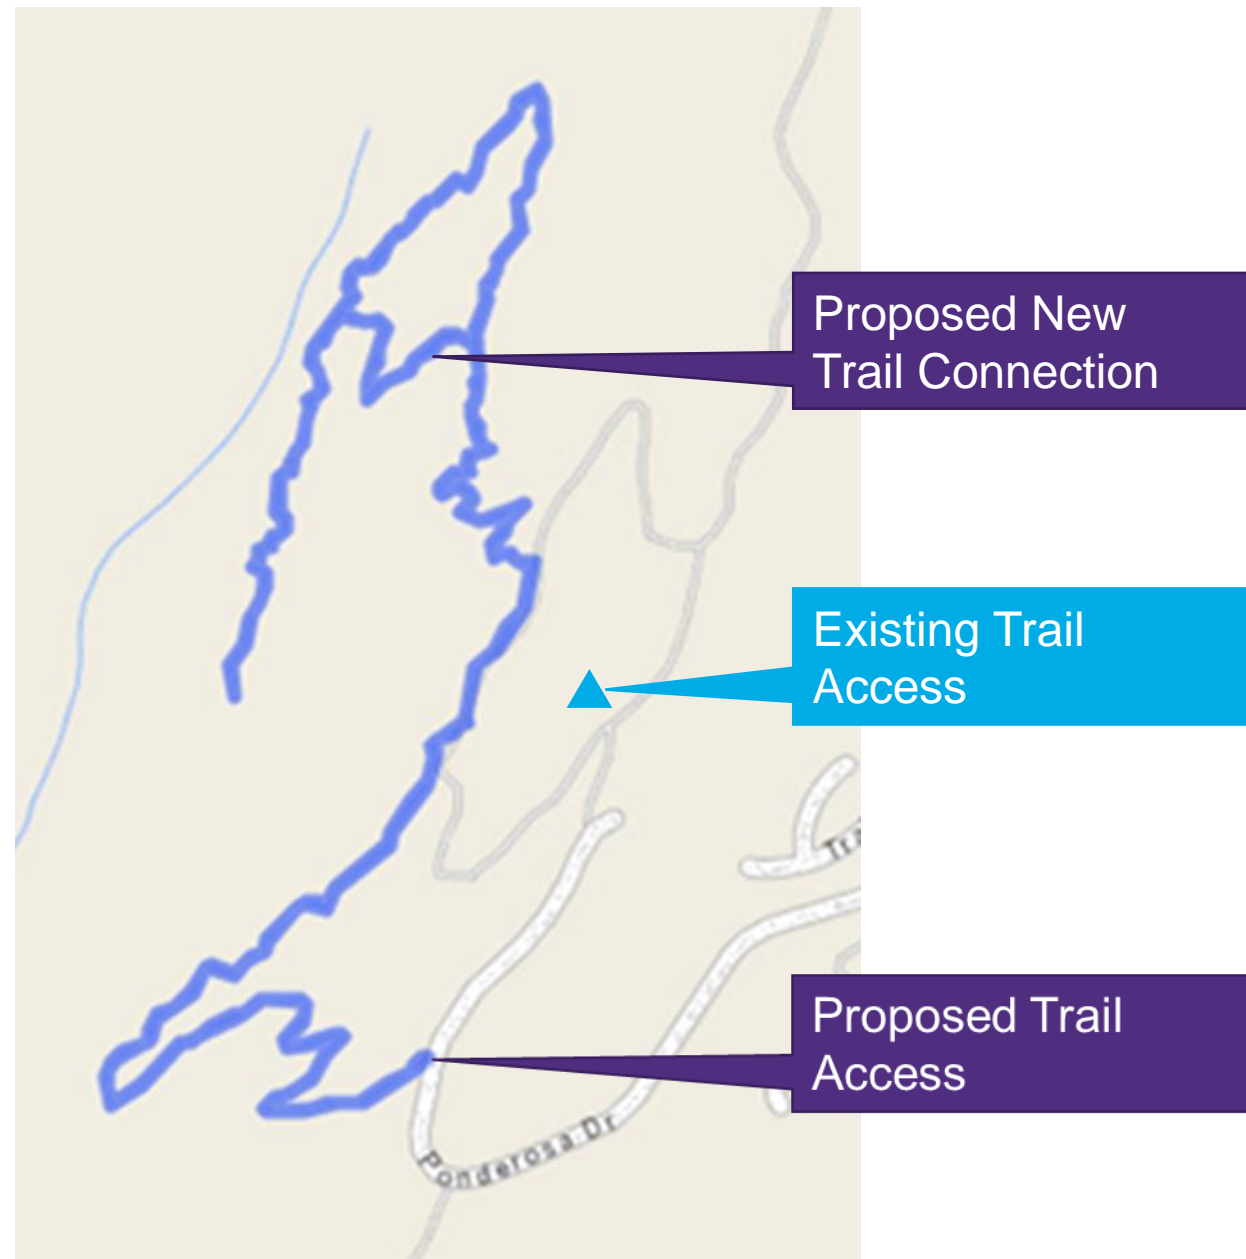 Proposed New
Trail Connection
Existing Trail
Access
Proposed Trail
Access
Ponderosa Dr